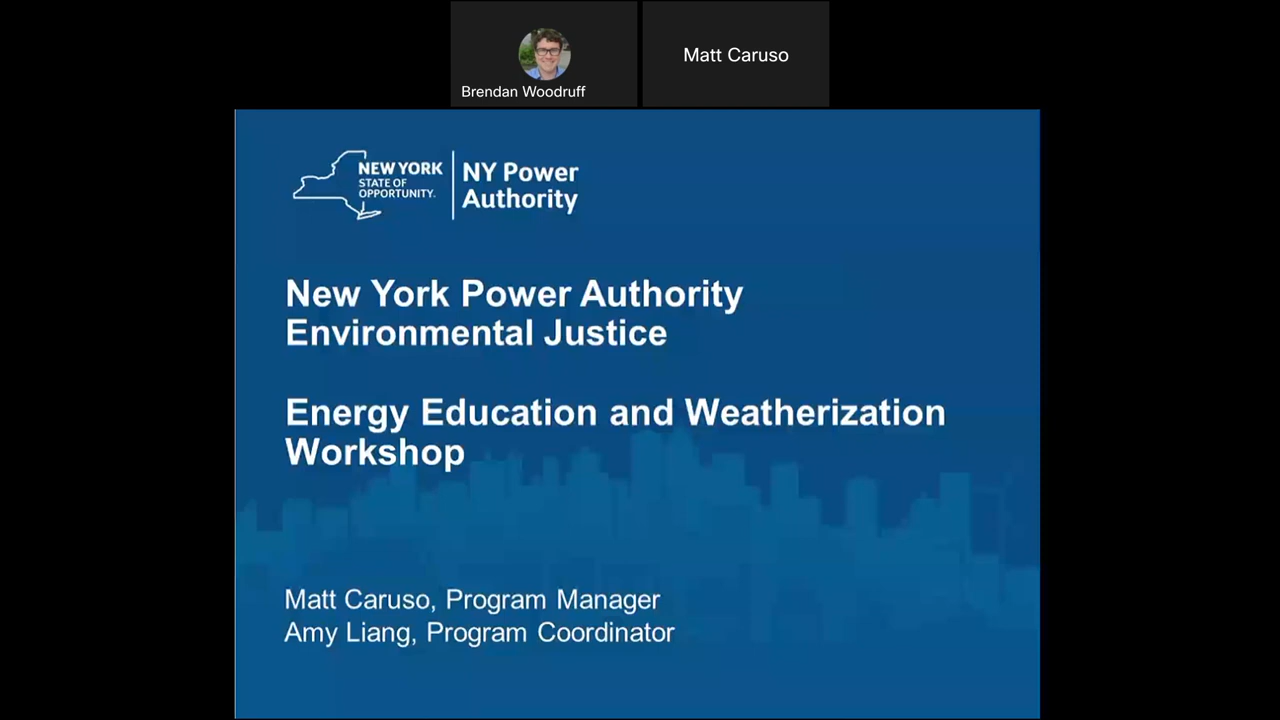 Brendan Woodruff
Matt Caruso
NEW YORK
STATE OF
OPPORTUNITY.
NY Power
Authority
New York Power Authority
Environmental Justice
Energy Education and Weatherization
Workshop
Matt Caruso, Program Manager
Amy Liang, Program Coordinator